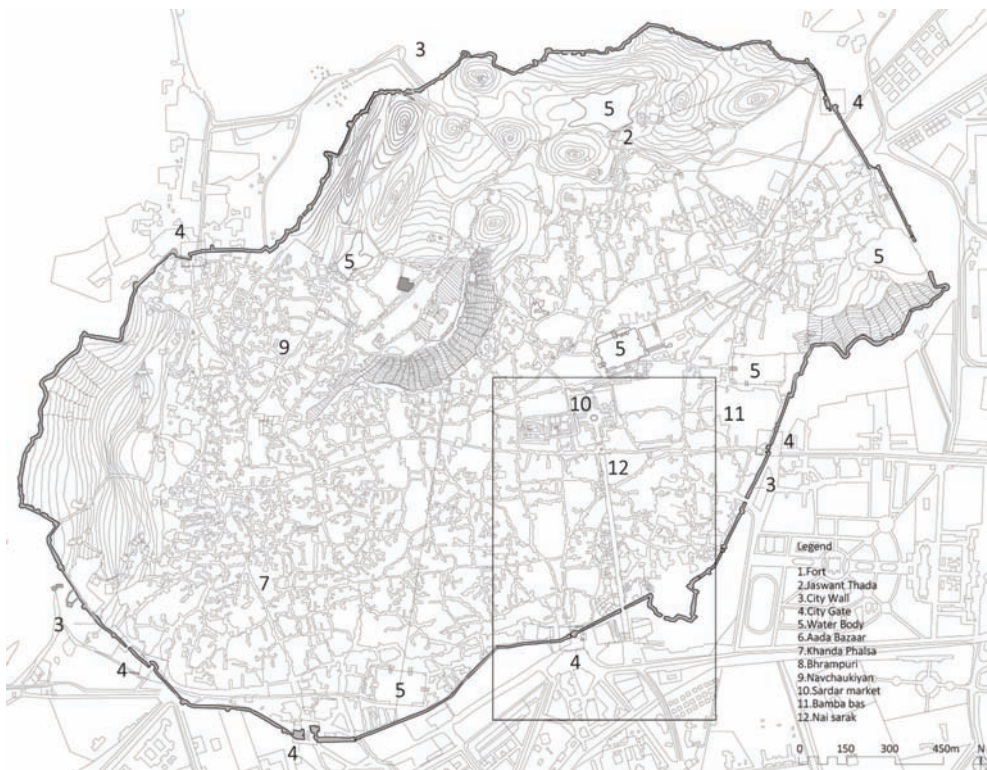 3
4
5
2
4
5
5
9
5
5
10
11
4
12
3
7
3
4
4
5
4
Legend
1.Fort
2.Jaswant Thada
3.City Wall
4.City Gate
5.Water Body
6.Aada Bazaar
7.Khanda Phalsa
8.Bhrampuri
9.Navchaukiyan
10.Sardar market
11.Bamba bas
12.Nai sarak
0 150 300 450m N